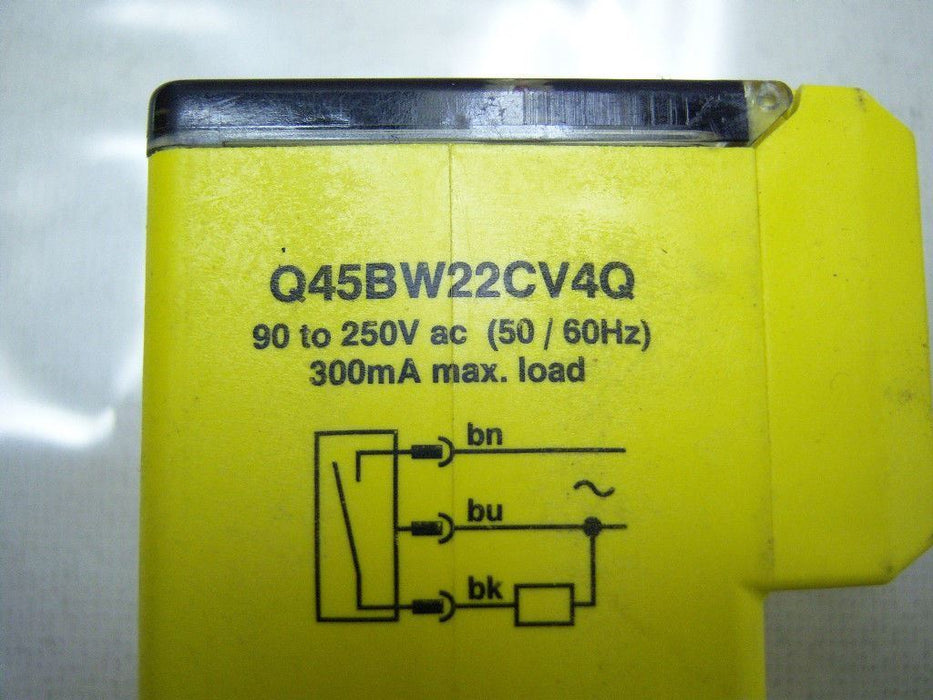 Q45BW22CV4Q
90 to 250V ac (50 / 60Hz)
300mA max. load
bn
~
bu
bk